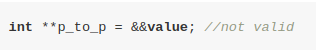 int **p_to_p = &&value; //not valid